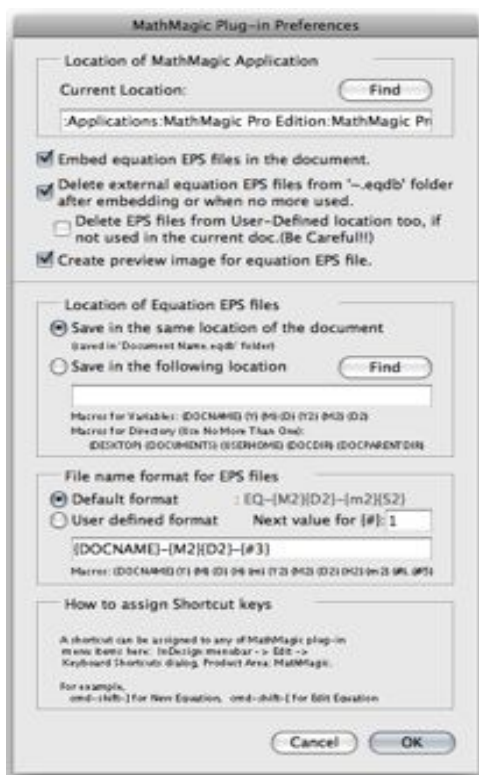 MathMagic Plug-in Preferences
Location of MathMagic Application
Current Location:
Find
:Applications:MathMagic Pro Edition:MathMagic Pr
Embed equation EPS files in the document.
Delete external equation EPS files from '~.eqdb' folder
after embedding or when no more used.
Delete EPS files from User-Defined location too, if
not used in the current doc.(Be Careful!!)
Create preview image for equation EPS file.
Location of Equation EPS files
Save in the same location of the document
(saved in 'Document Name.eqdb' folder)
Save in the following location
Find
Macros for Variables: {DOCNAME} {Y} {M} {D} {Y2} {M2} {D2}
Macros for Directory (Use No More Than One):
{DESKTOP} {DOCUMENTS} {USERHOME} {DOCDIR} {DOCPARENTDIR}
File name format for EPS files
Default format : EQ-{M2}{D2}-{m2}{S2}
User defined format Next value for {#}: 1
{DOCNAME}-{M2}{D2}-{#3}
Macros: {DOCNAME} {Y} {M} {D} {H} {m} {Y2} {M2} {D2} {H2} {m2} {#}, {#5}
How to assign Shortcut keys
A shortcut can be assigned to any of MathMagic plug-in
menu items here: InDesign menubar -> Edit ->
Keyboard Shortcuts dialog, Product Area: MathMagic.
For example,
cmd-shift-] for New Equation, cmd-shift-[ for Edit Equation
Cancel
OK